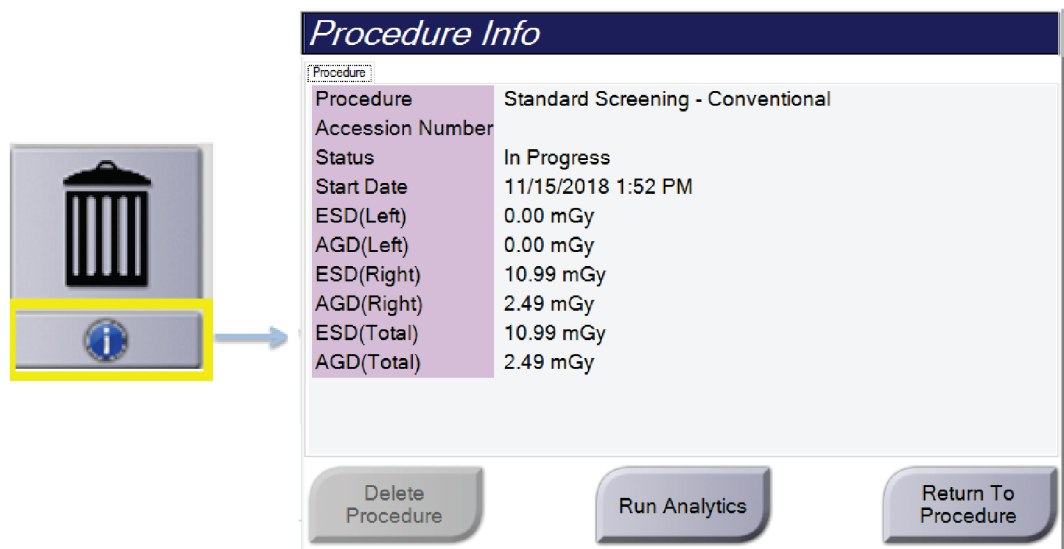 Procedure Info
Procedure
Procedure Standard Screening - Conventional
Accession Number
Status In Progress
Start Date 11/15/2018 1:52 PM
ESD(Left) 0.00 mGy
AGD(Left) 0.00 mGy
ESD(Right) 10.99 mGy
AGD(Right) 2.49 mGy
ESD(Total) 10.99 mGy
AGD(Total) 2.49 mGy
Delete
Procedure
Run Analytics
Return To
Procedure